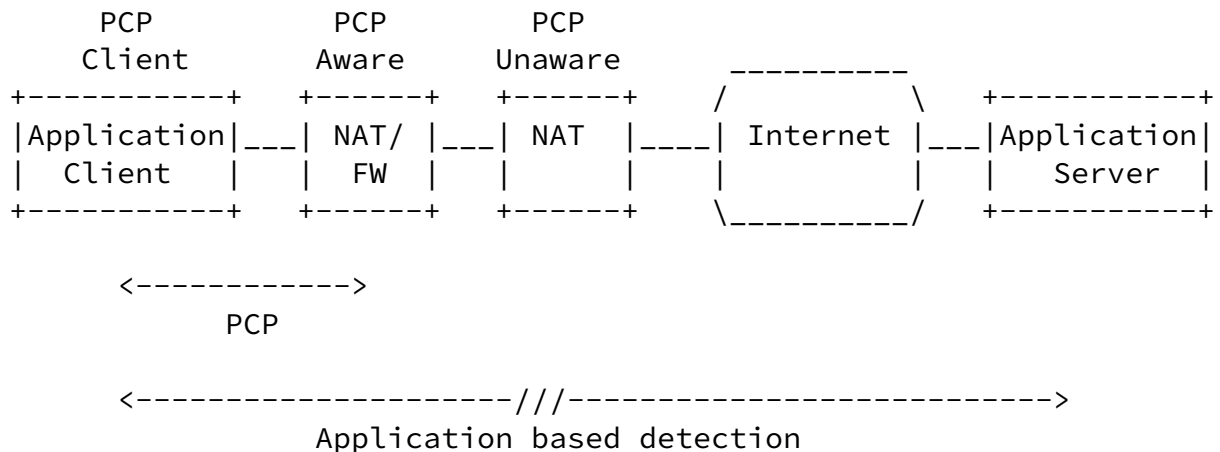 PCP PCP PCP
Client Aware Unaware
Application NAT/ NAT Internet Application
Client FW Server
PCP
Application based detection